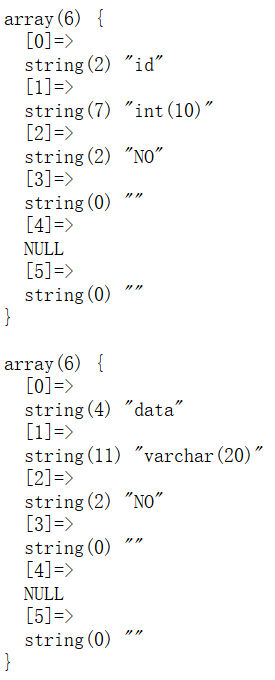 array(6) {
  [0]=>
  string(2) "id"
  [1]=>
  string(7) "int(10)"
  [2]=>
  string(2) "NO"
  [3]=>
  string(0) ""
  [4]=>
  NULL
  [5]=>
  string(0) ""
}
array(6) {
  [0]=>
  string(4) "data"
  [1]=>
  string(11) "varchar(20)"
  [2]=>
  string(2) "NO"
  [3]=>
  string(0) ""
  [4]=>
  NULL
  [5]=>
  string(0) ""
}